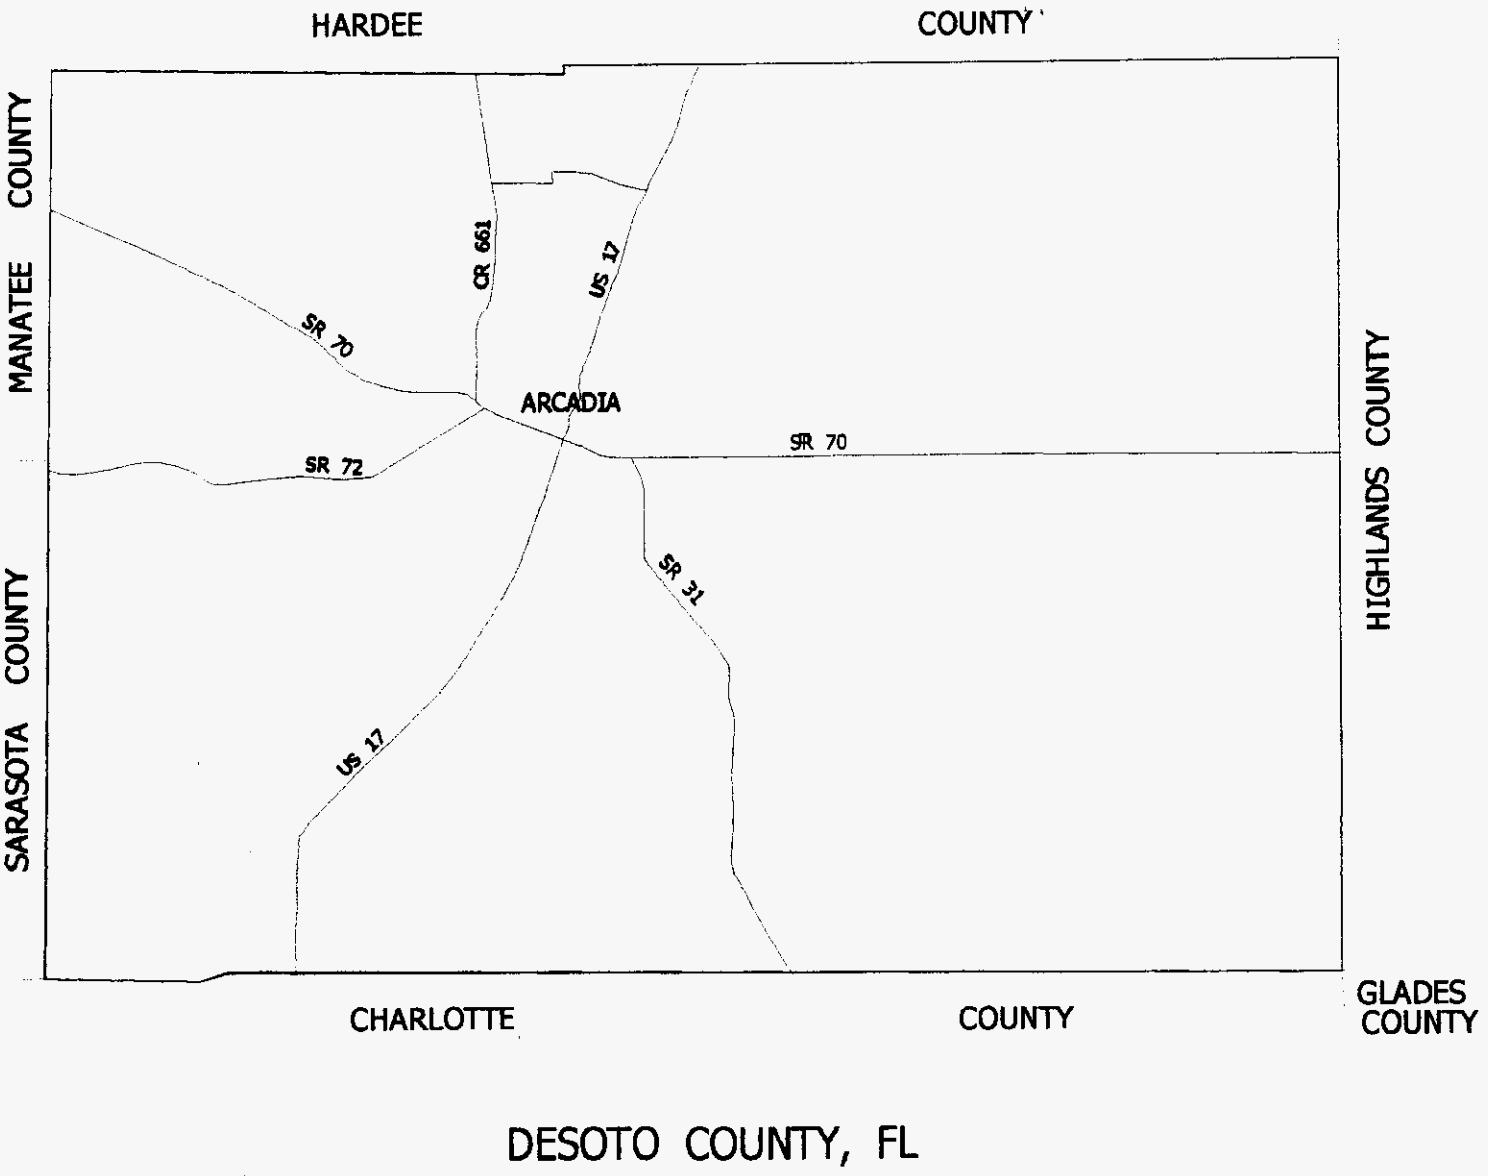 HARDEE COUNTY
MANATEE COUNTY
CR 661
US 17
SR 70
ARCADIA
SR 70
SR 72
HIGHLANDS COUNTY
SR 31
SARASOTA COUNTY
US 17
GLADES
COUNTY
CHARLOTTE COUNTY
DESOTO COUNTY, FL